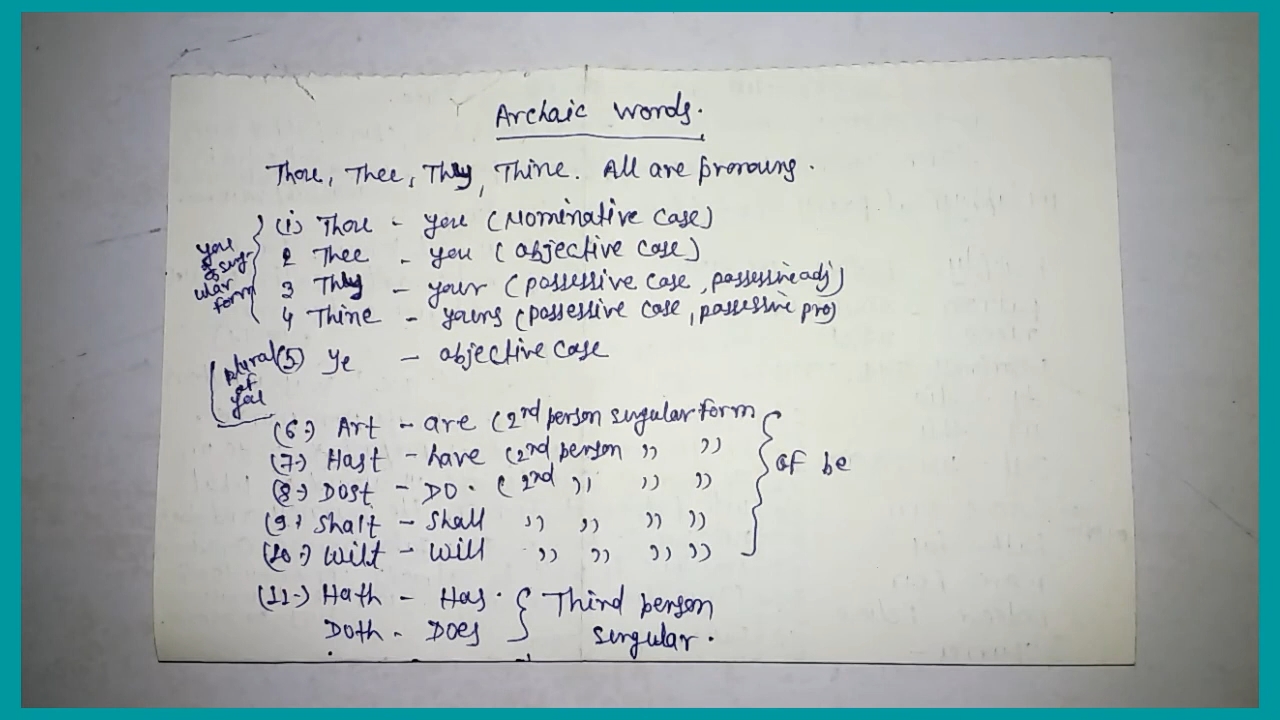 Archaic Words.
Thou, Thee, Thy, Thine. All are pronouns.
you of singular form
(1) Thou - you (Nominative Case)
2 Thee - you (objective Case)
3 Thy - your (possessive Case, possessive adj)
4 Thine - yours (possessive Case, possessive pro)
plural of you
(5) Ye - objective Case
(6) Art - are (2nd person singular form
(7) Hast - have (2nd person ,, ,,
(8) Dost - Do. (2nd ,, ,, ,,
(9) Shalt - Shall ,, ,, ,, ,,
(10) Wilt - Will ,, ,, ,, ,,
of be
(11) Hath - Has.
Doth - Does
Third person
singular.